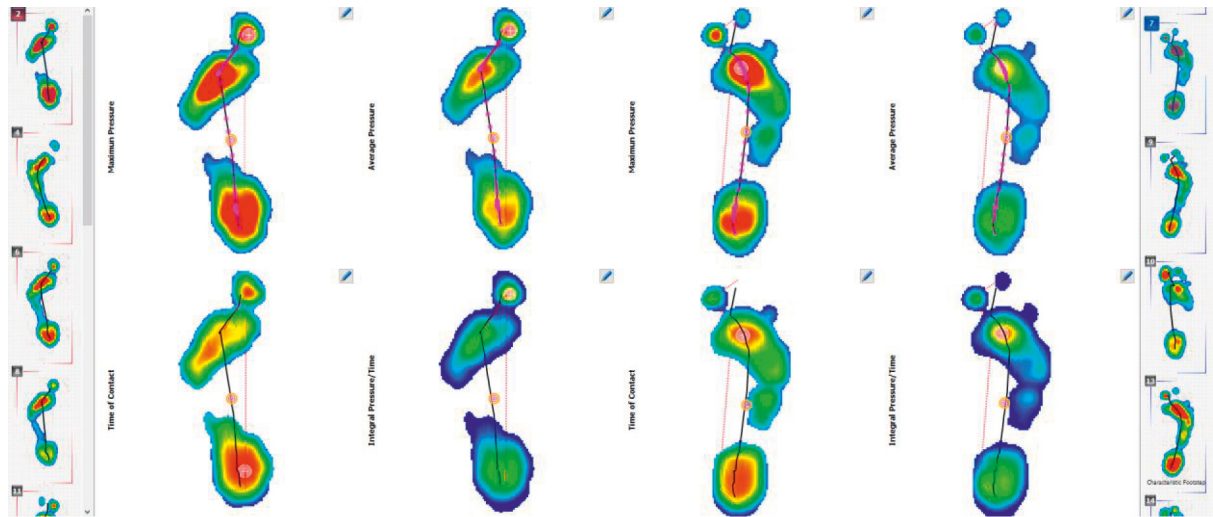 2
4
6
8
11
Maximun Pressure
Average Pressure
Maximun Pressure
Average Pressure
Time of Contact
Integral Pressure/Time
Time of Contact
Integral Pressure/Time
7
9
10
12
Characteristic Footstep
14